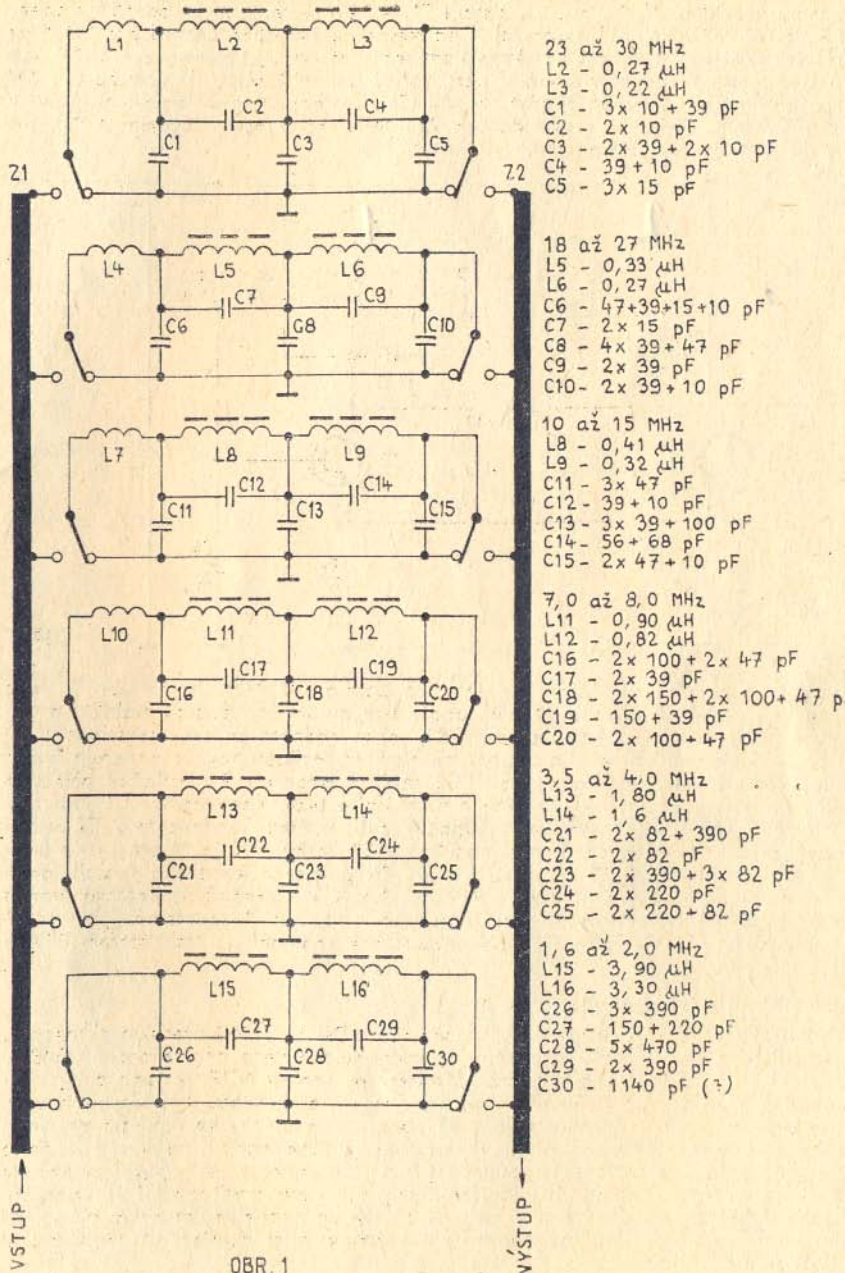 L1 L2 L3
C2 C4
C1 C3 C5
Z1 Z2
23 až 30 MHz
L2 - 0,27 µH
L3 - 0,22 µH
C1 - 3x 10 + 39 pF
C2 - 2x 10 pF
C3 - 2x 39 + 2x 10 pF
C4 - 39 + 10 pF
C5 - 3x 15 pF
L4 L5 L6
C7 C9
C6 G8 C10
18 až 27 MHz
L5 - 0,33 µH
L6 - 0,27 µH
C6 - 47+39+15+10 pF
C7 - 2x 15 pF
C8 - 4x 39 + 47 pF
C9 - 2x 39 pF
C10 - 2x 39 + 10 pF
L7 L8 L9
C12 C14
C11 C13 C15
10 až 15 MHz
L8 - 0,41 µH
L9 - 0,32 µH
C11 - 3x 47 pF
C12 - 39 + 10 pF
C13 - 3x 39 + 100 pF
C14 - 56 + 68 pF
C15 - 2x 47 + 10 pF
L10 L11 L12
C17 C19
C16 C18 C20
7,0 až 8,0 MHz
L11 - 0,90 µH
L12 - 0,82 µH
C16 - 2x 100 + 2x 47 pF
C17 - 2x 39 pF
C18 - 2x 150 + 2x 100 + 47 p
C19 - 150 + 39 pF
C20 - 2x 100 + 47 pF
L13 L14
C22 C24
C21 C23 C25
3,5 až 4,0 MHz
L13 - 1,80 µH
L14 - 1,6 µH
C21 - 2x 82 + 390 pF
C22 - 2x 82 pF
C23 - 2x 390 + 3x 82 pF
C24 - 2x 220 pF
C25 - 2x 220 + 82 pF
L15 L16
C27 C29
C26 C28 C30
1,6 až 2,0 MHz
L15 - 3,90 µH
L16 - 3,30 µH
C26 - 3x 390 pF
C27 - 150 + 220 pF
C28 - 5x 470 pF
C29 - 2x 390 pF
C30 - 1140 pF (?)
VSTUP
VÝSTUP
OBR. 1